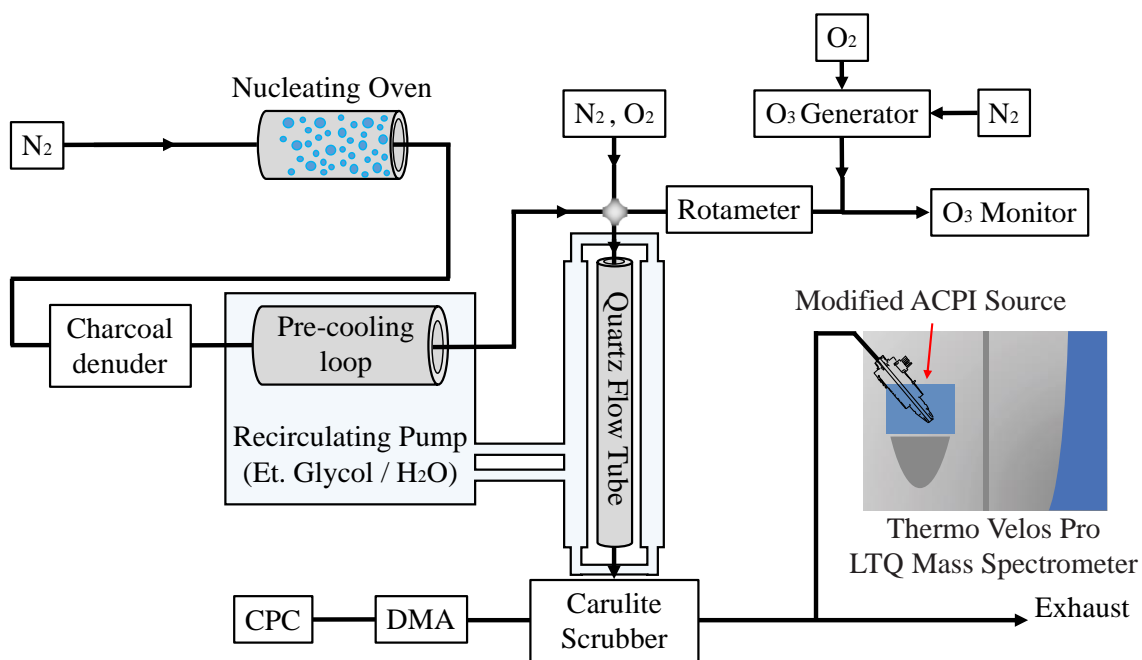 O₂
Nucleating Oven
N₂
N₂ , O₂
O₃ Generator
N₂
Rotameter
O₃ Monitor
Charcoal
denuder
Pre-cooling
loop
Quartz Flow Tube
Modified ACPI Source
Recirculating Pump
(Et. Glycol / H₂O)
Thermo Velos Pro
LTQ Mass Spectrometer
CPC
DMA
Carulite
Scrubber
Exhaust